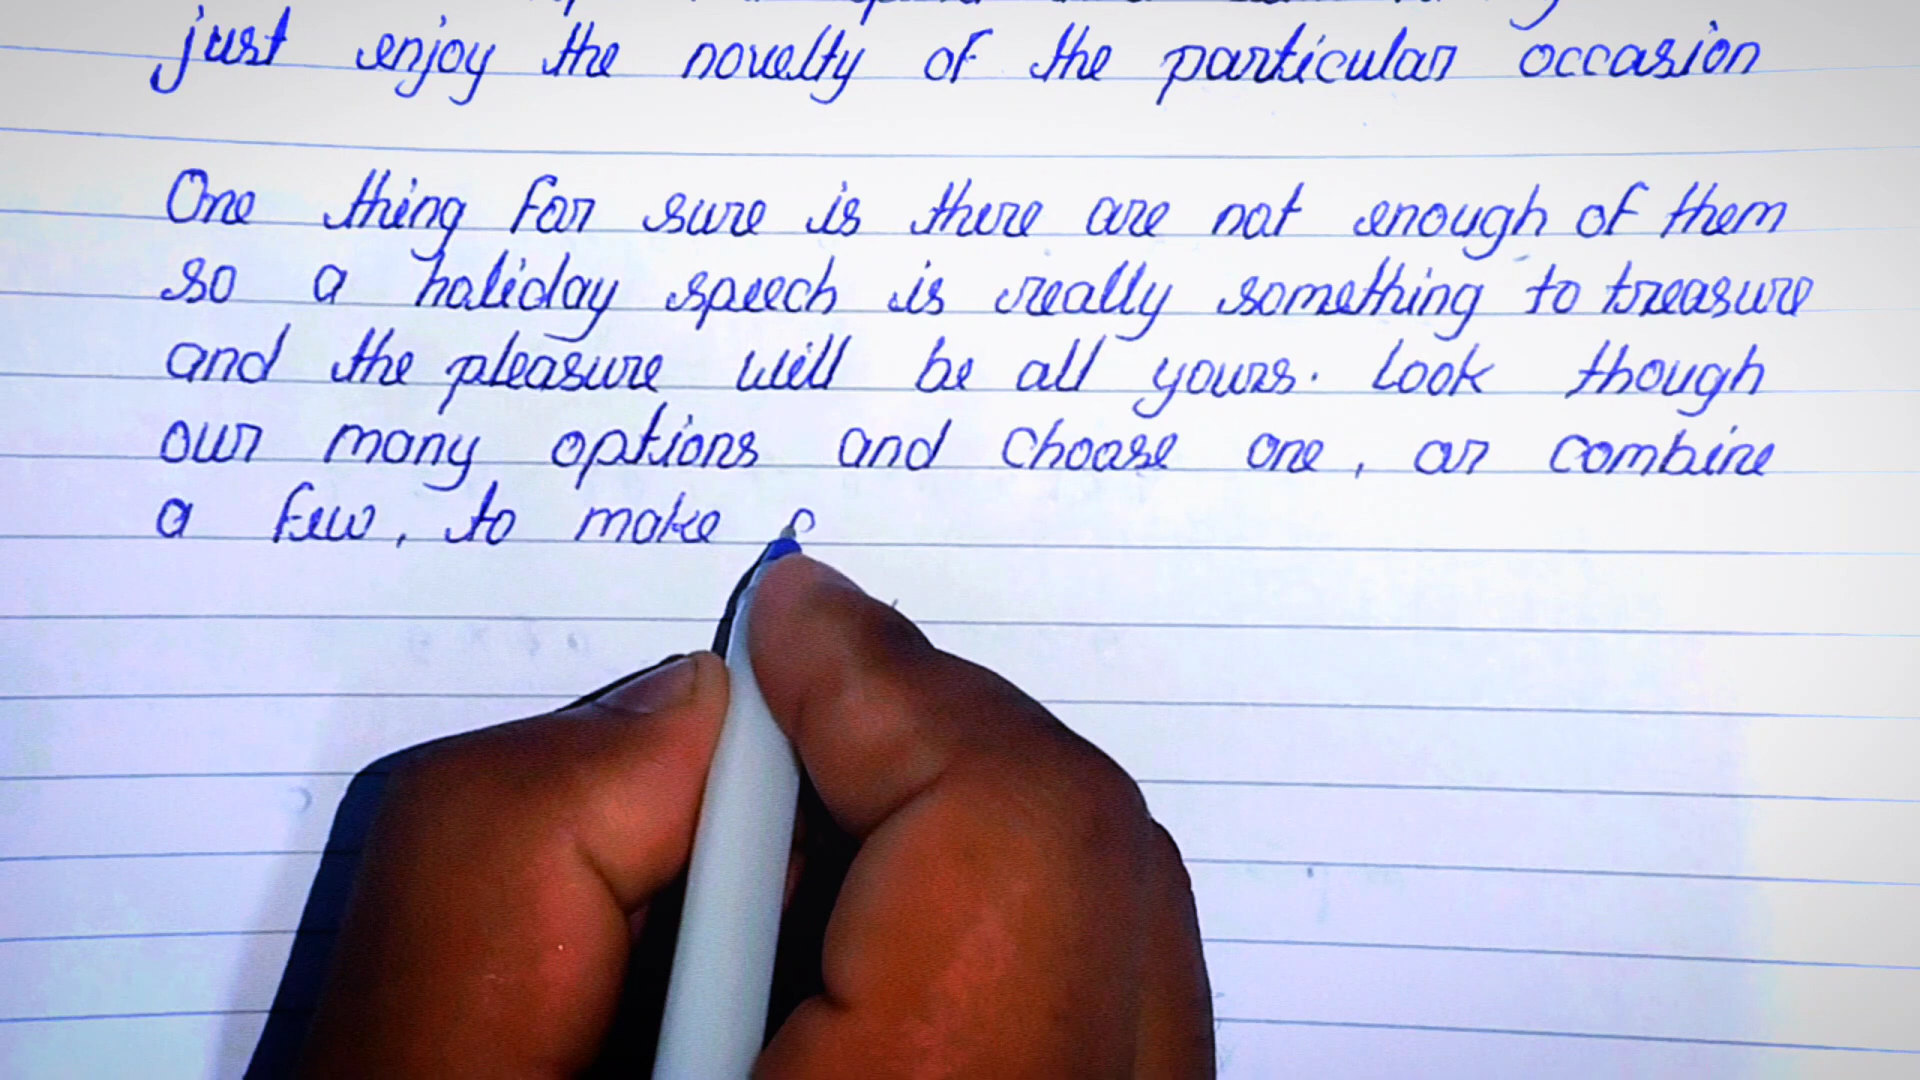 just enjoy the novelty of the particular occasion
One thing for sure is there are not enough of them
so a holiday speech is really something to treasure
and the pleasure will be all yours. Look though
our many options and choose one, or combine
a few, to make